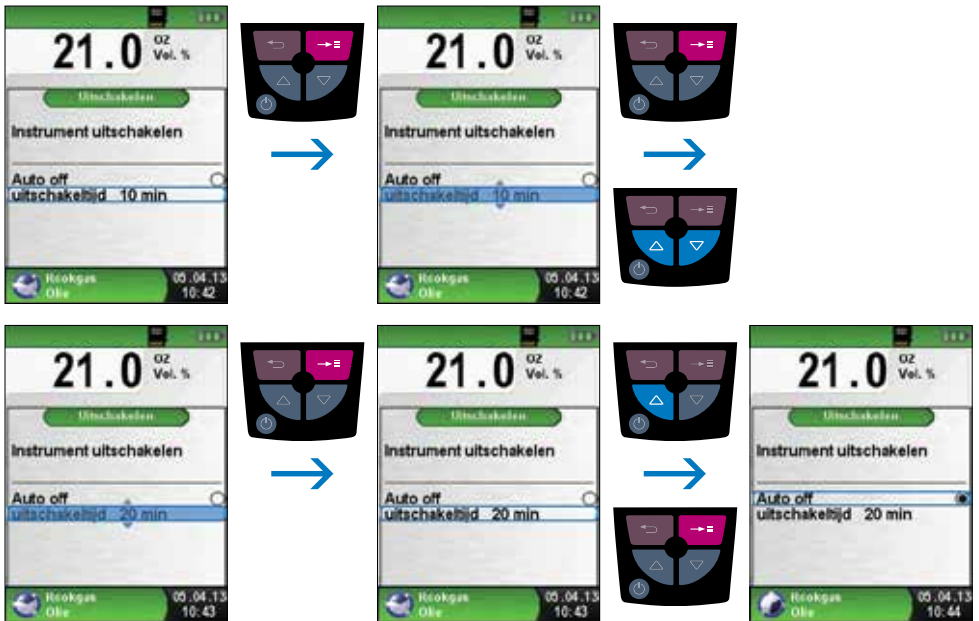 21.0 O2
Vol. %
Uitschakelen
Instrument uitschakelen
Auto off
uitschakeltijd 10 min
Rookgas 05.04.13
Olie 10:42
21.0 O2
Vol. %
Uitschakelen
Instrument uitschakelen
Auto off
uitschakeltijd 10 min
Rookgas 05.04.13
Olie 10:42
21.0 O2
Vol. %
Uitschakelen
Instrument uitschakelen
Auto off
uitschakeltijd 20 min
Rookgas 05.04.13
Olie 10:43
21.0 O2
Vol. %
Uitschakelen
Instrument uitschakelen
Auto off
uitschakeltijd 20 min
Rookgas 05.04.13
Olie 10:43
21.0 O2
Vol. %
Uitschakelen
Instrument uitschakelen
Auto off
uitschakeltijd 20 min
Rookgas 05.04.13
Olie 10:44